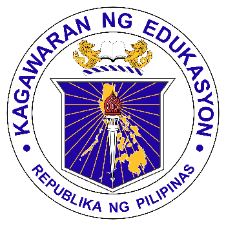 KAGAWARAN NG EDUKASYON
REPUBLIKA NG PILIPINAS